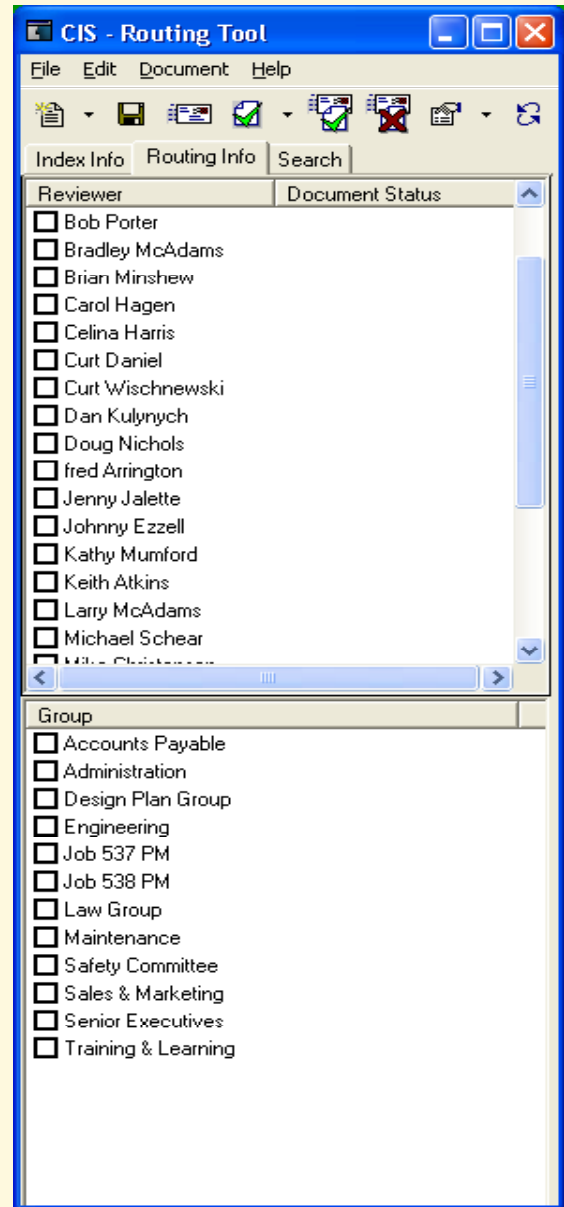 CIS - Routing Tool
File Edit Document Help
Index Info Routing Info Search
Reviewer Document Status
Bob Porter
Bradley McAdams
Brian Minshew
Carol Hagen
Celina Harris
Curt Daniel
Curt Wischnewski
Dan Kulynych
Doug Nichols
fred Arrington
Jenny Jalette
Johnny Ezzell
Kathy Mumford
Keith Atkins
Larry McAdams
Michael Schear
Group
Accounts Payable
Administration
Design Plan Group
Engineering
Job 537 PM
Job 538 PM
Law Group
Maintenance
Safety Committee
Sales & Marketing
Senior Executives
Training & Learning